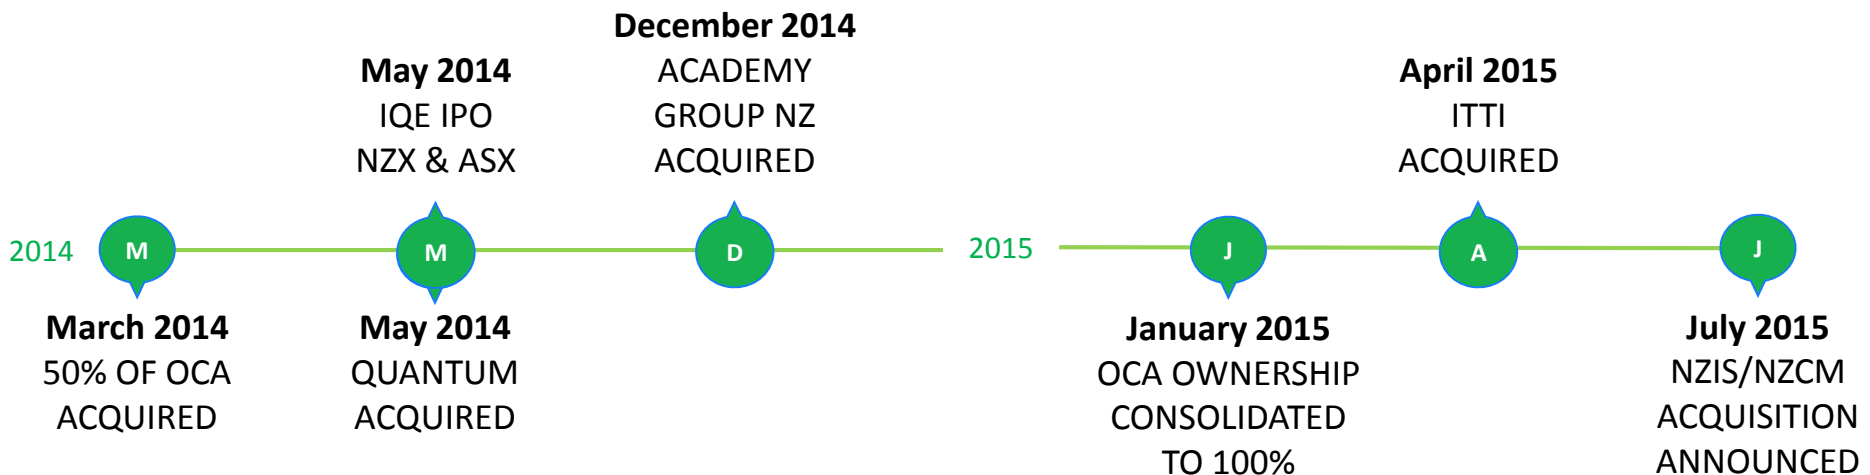 December 2014
ACADEMY
GROUP NZ
ACQUIRED
May 2014
IQE IPO
NZX & ASX
April 2015
ITTI
ACQUIRED
2014
M
M
D
2015
J
A
J
March 2014
50% OF OCA
ACQUIRED
May 2014
QUANTUM
ACQUIRED
January 2015
OCA OWNERSHIP
CONSOLIDATED
TO 100%
July 2015
NZIS/NZCM
ACQUISITION
ANNOUNCED